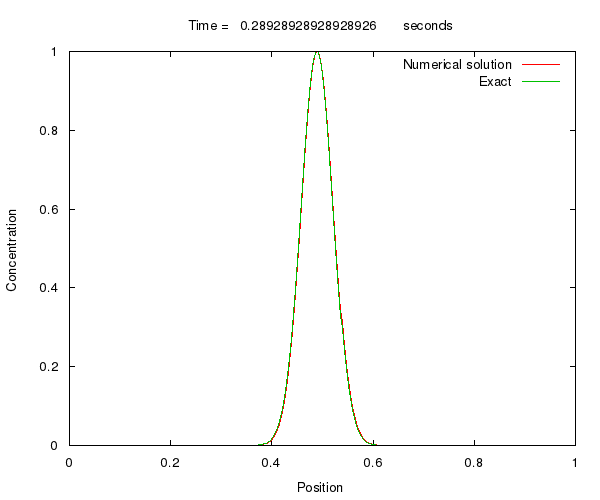 Time = 0.28928928928928926 seconds
Numerical solution
Exact
1
0.8
0.6
0.4
0.2
0
Concentration
0 0.2 0.4 0.6 0.8 1
Position